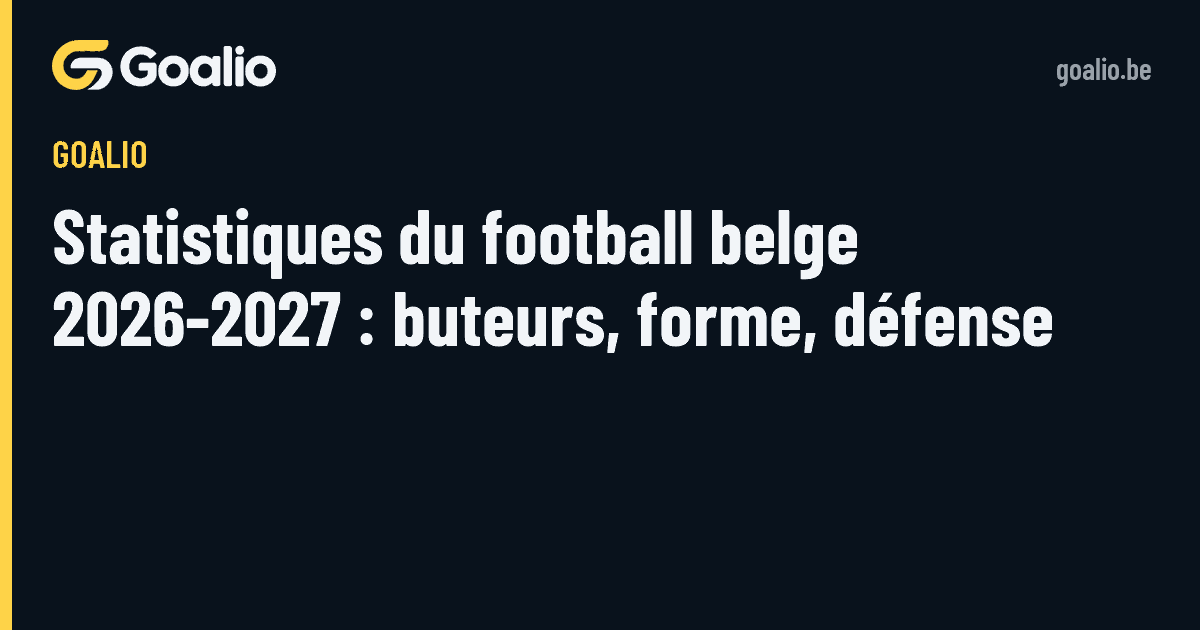 Goalio
goalio.be
GOALIO
Statistiques du football belge
2026-2027 : buteurs, forme, défense